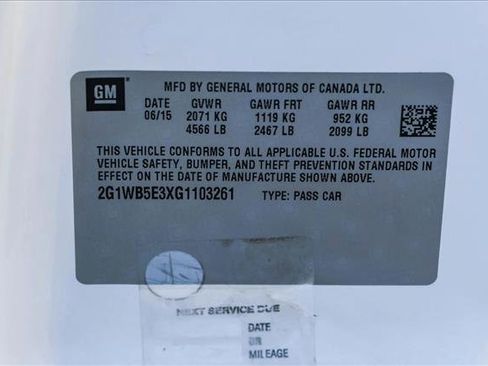 GM
MFD BY GENERAL MOTORS OF CANADA LTD.
DATE GVWR GAWR FRT GAWR RR
06/15 2071 KG 1119 KG 952 KG
4566 LB 2467 LB 2099 LB
THIS VEHICLE CONFORMS TO ALL APPLICABLE U.S. FEDERAL MOTOR
VEHICLE SAFETY, BUMPER, AND THEFT PREVENTION STANDARDS IN
EFFECT ON THE DATE OF MANUFACTURE SHOWN ABOVE.
2G1WB5E3XG1103261 TYPE: PASS CAR
NEXT SERVICE DUE
DATE
OR
MILEAGE